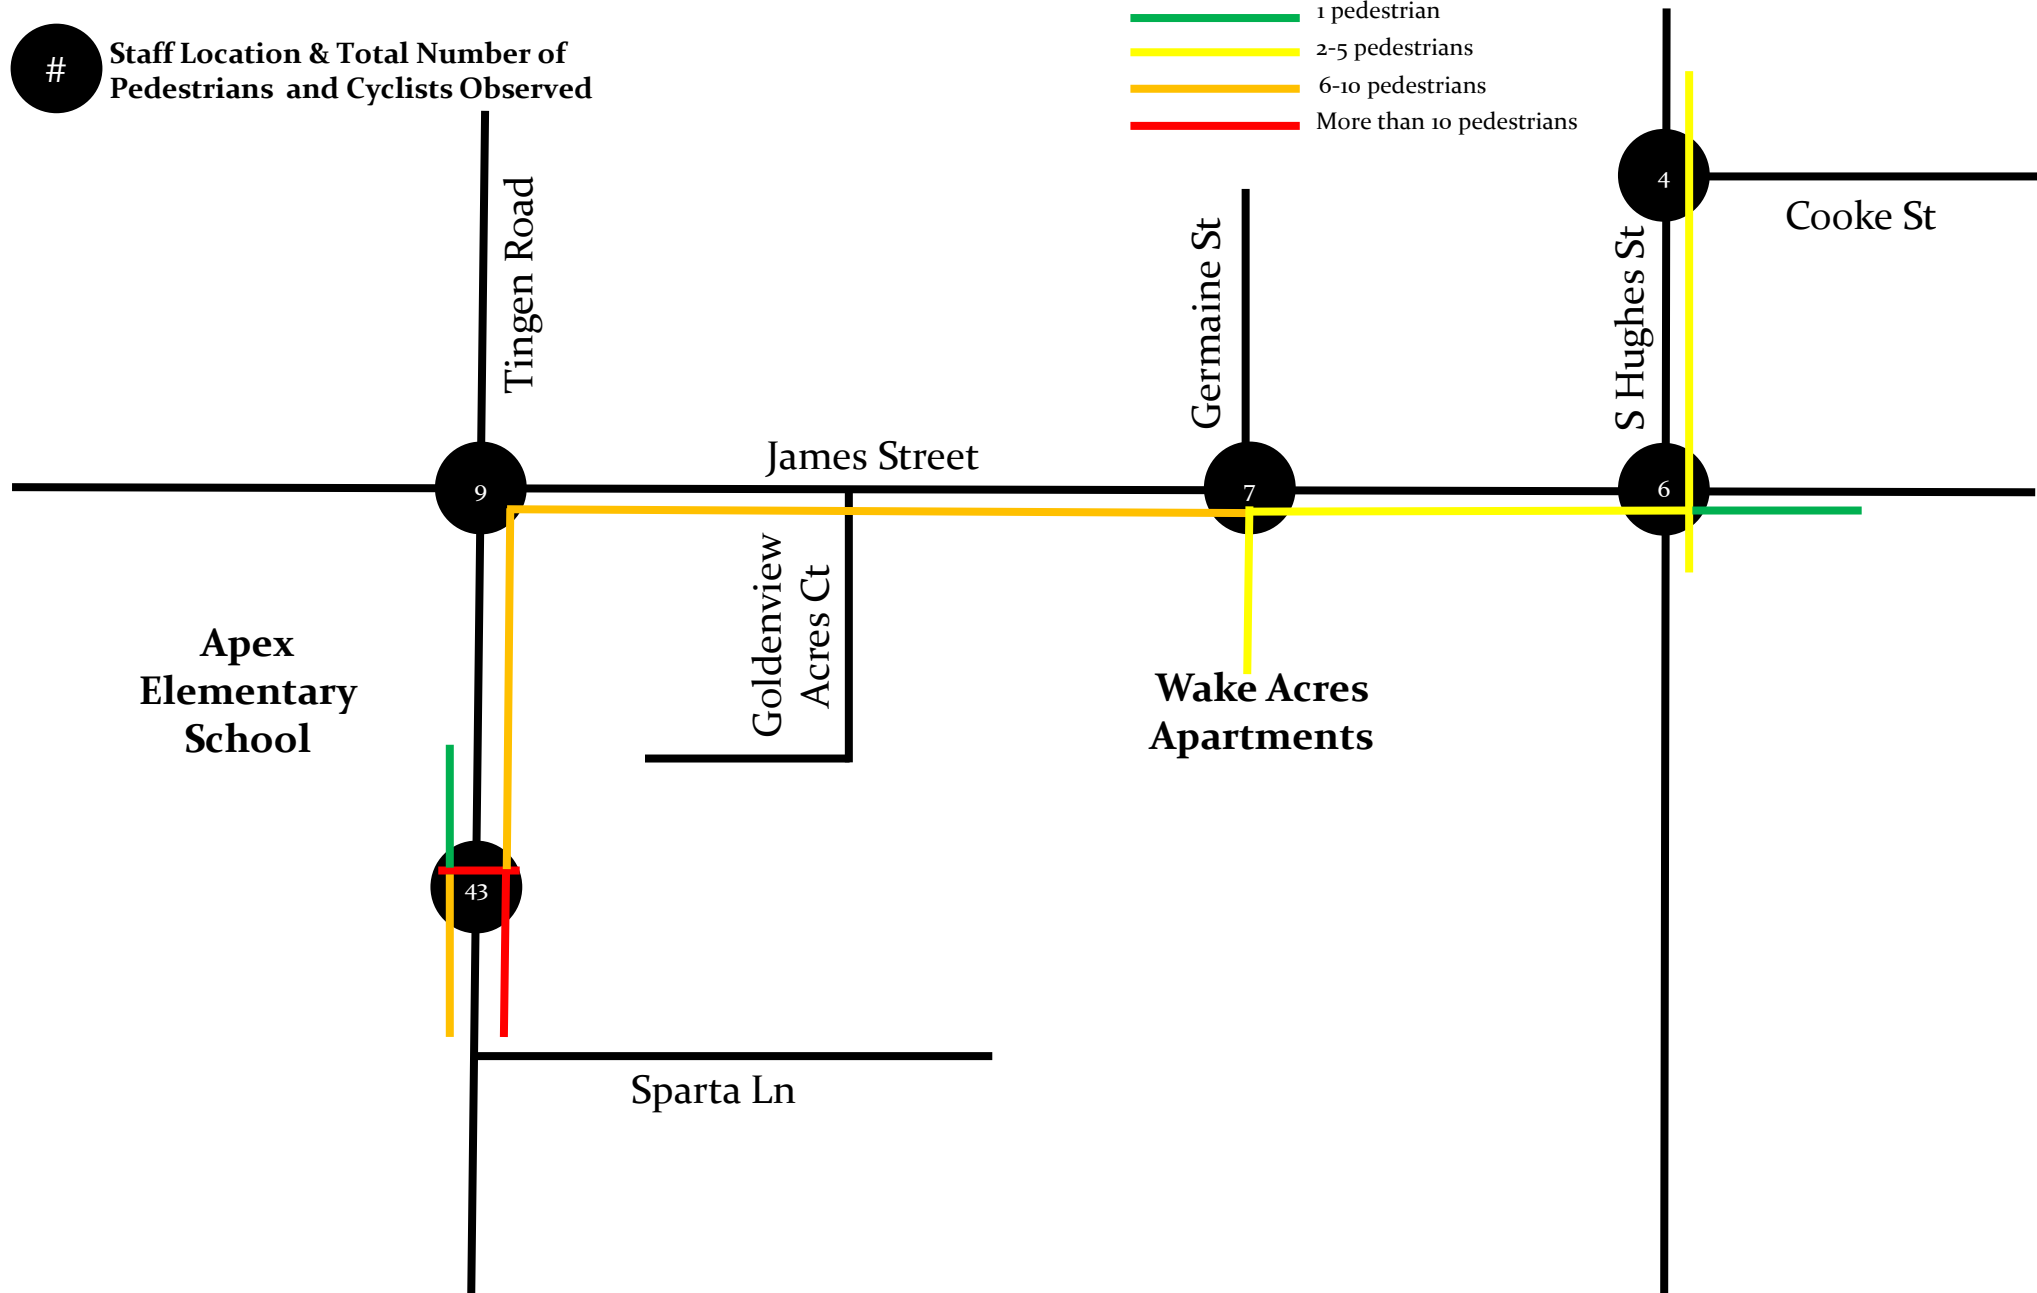 #
Staff Location & Total Number of
Pedestrians and Cyclists Observed
1 pedestrian
2-5 pedestrians
6-10 pedestrians
More than 10 pedestrians
Tingen Road
Germaine St
S Hughes St
4
Cooke St
James Street
9
7
6
Goldenview
Acres Ct
Apex
Elementary
School
Wake Acres
Apartments
43
Sparta Ln